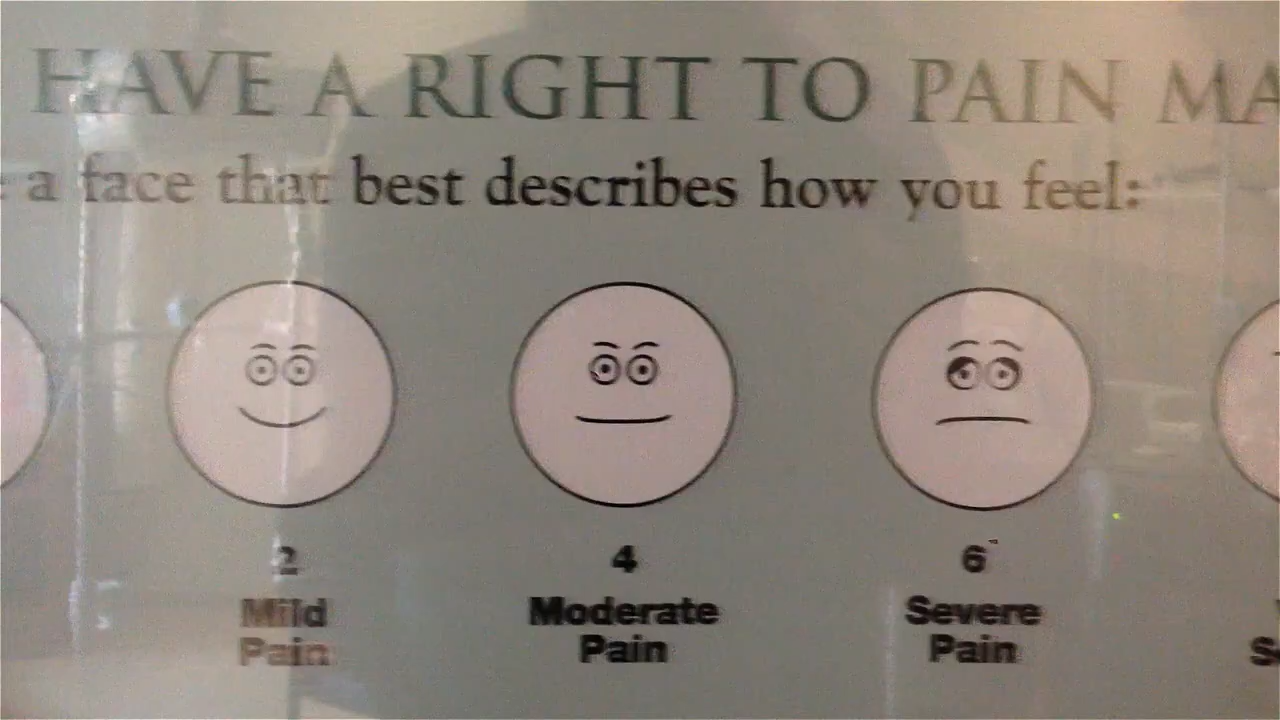 HAVE A RIGHT TO PAIN MA
a face that best describes how you feel:
2
Mild
Pain
4
Moderate
Pain
6
Severe
Pain